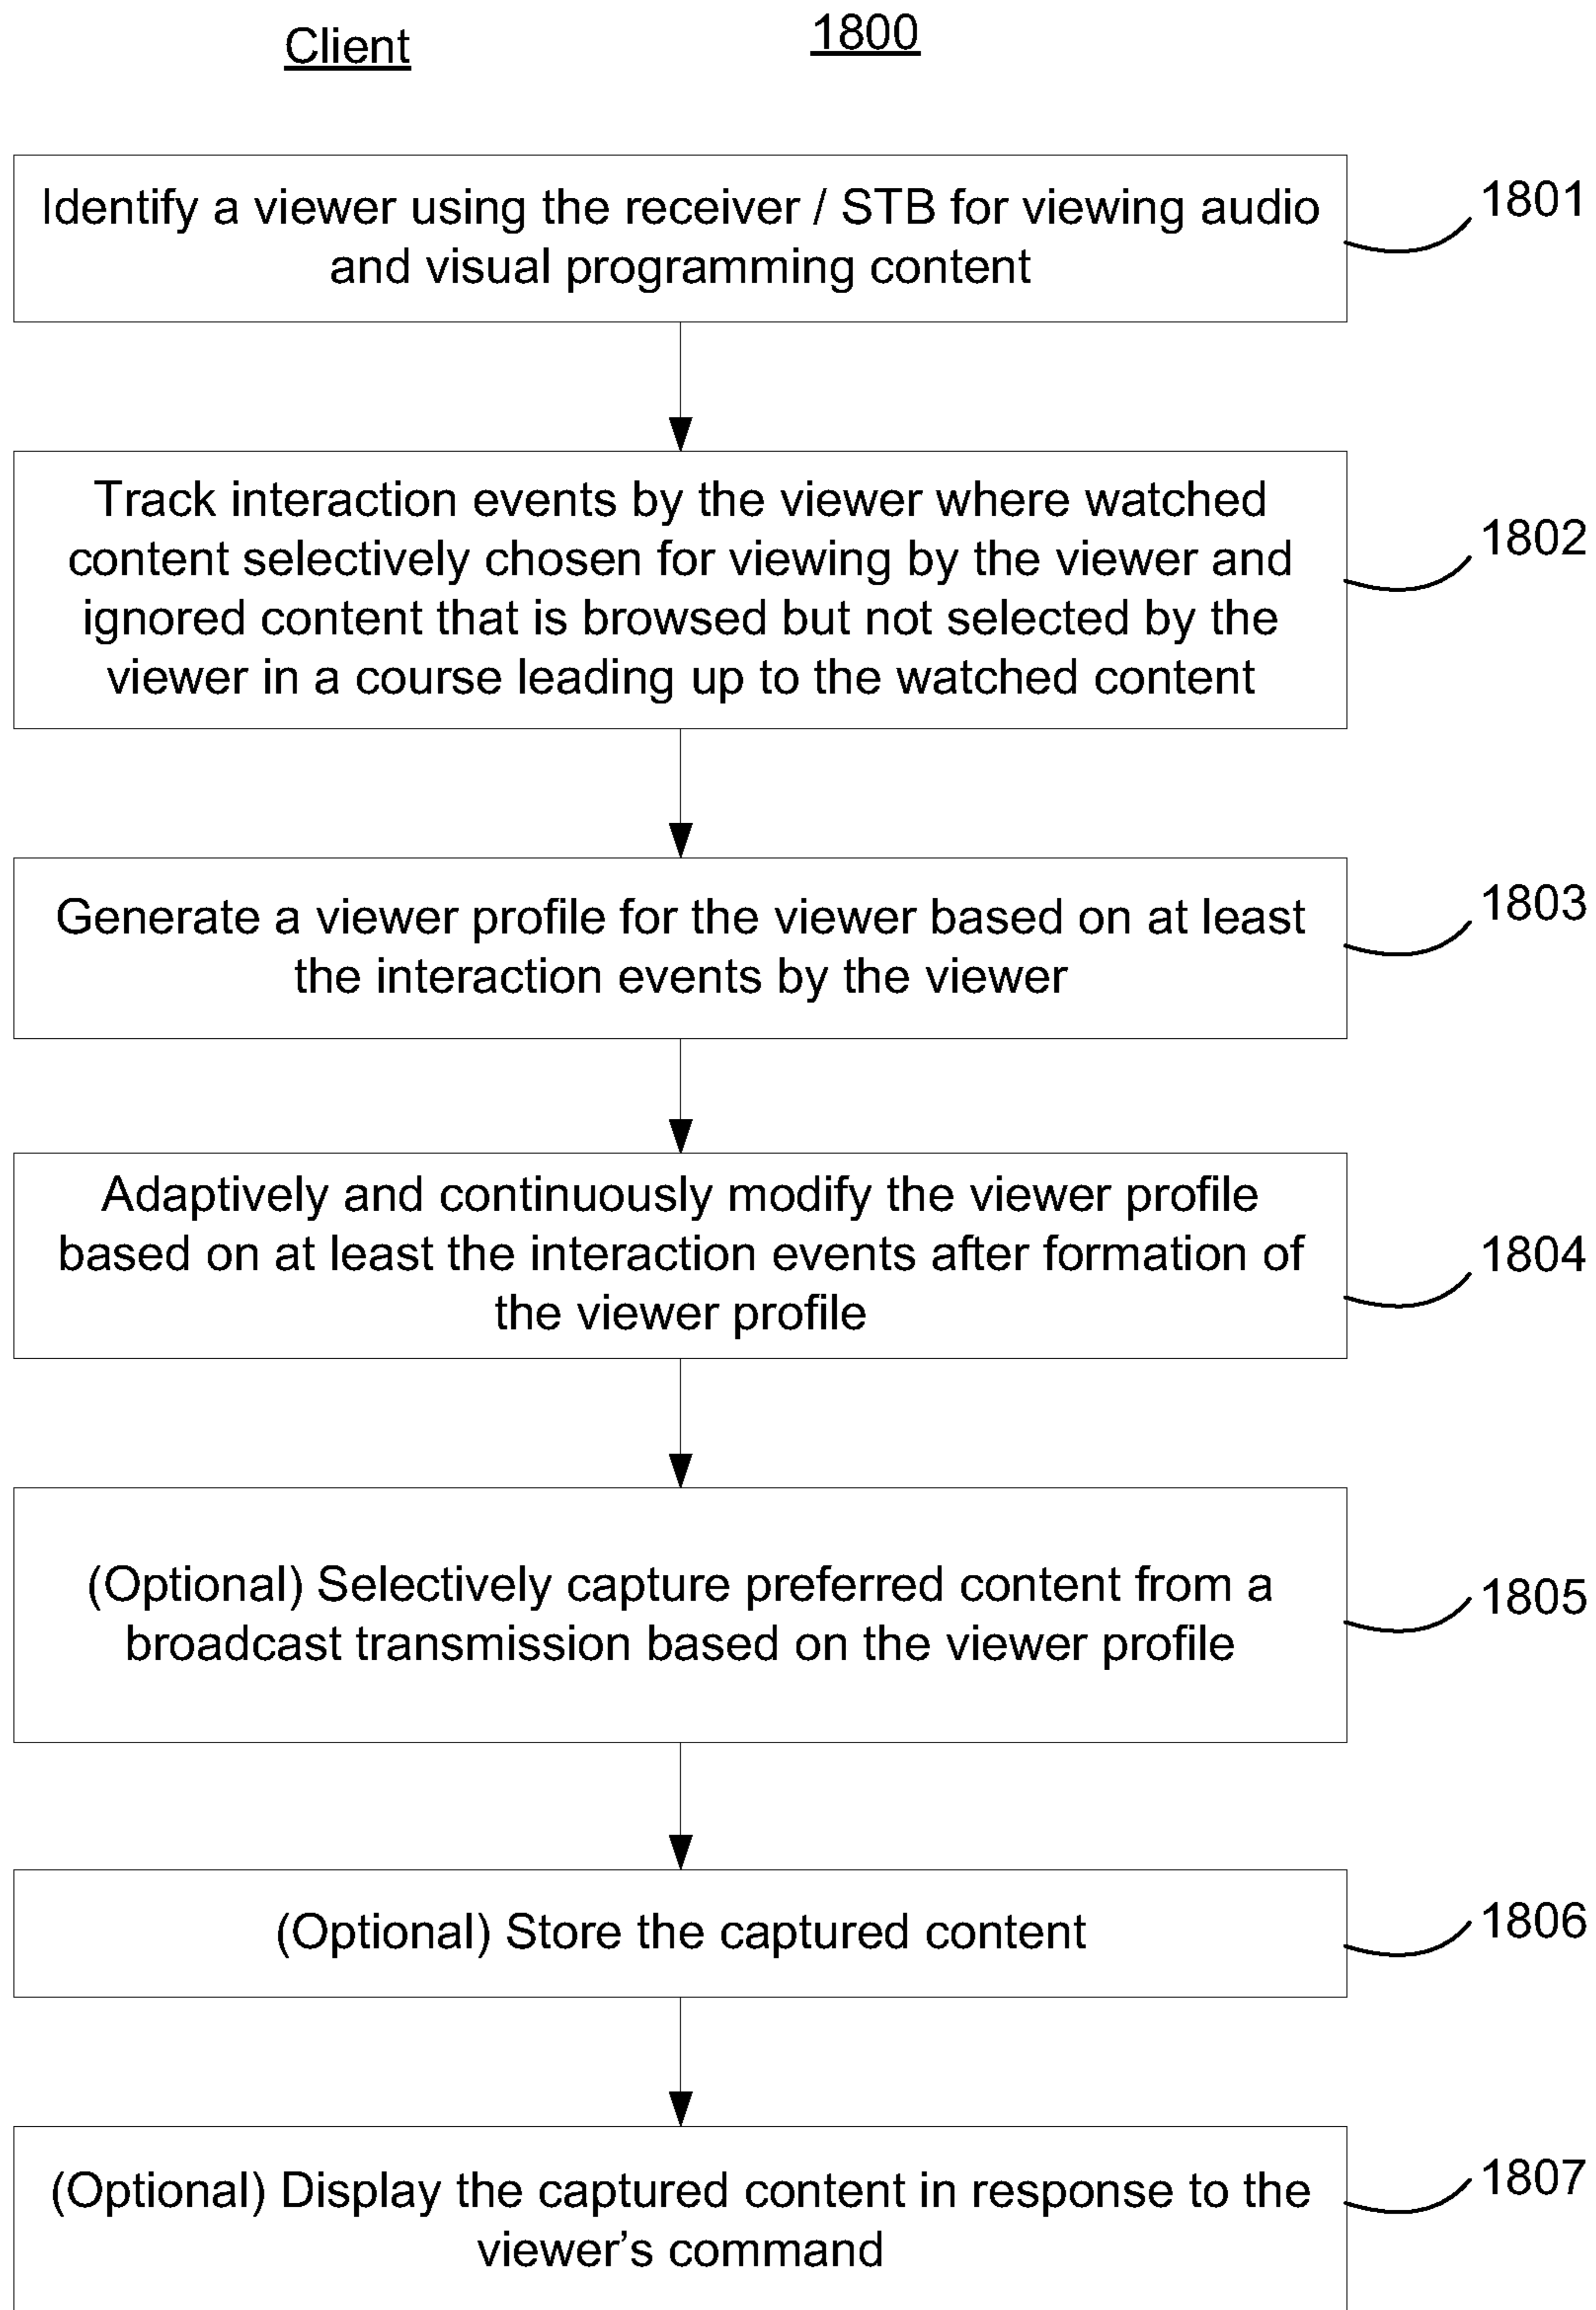 Client
1800
Identify a viewer using the receiver / STB for viewing audio
and visual programming content
1801
Track interaction events by the viewer where watched
content selectively chosen for viewing by the viewer and
ignored content that is browsed but not selected by the
viewer in a course leading up to the watched content
1802
Generate a viewer profile for the viewer based on at least
the interaction events by the viewer
1803
Adaptively and continuously modify the viewer profile
based on at least the interaction events after formation of
the viewer profile
1804
(Optional) Selectively capture preferred content from a
broadcast transmission based on the viewer profile
1805
(Optional) Store the captured content
1806
(Optional) Display the captured content in response to the
viewer’s command
1807